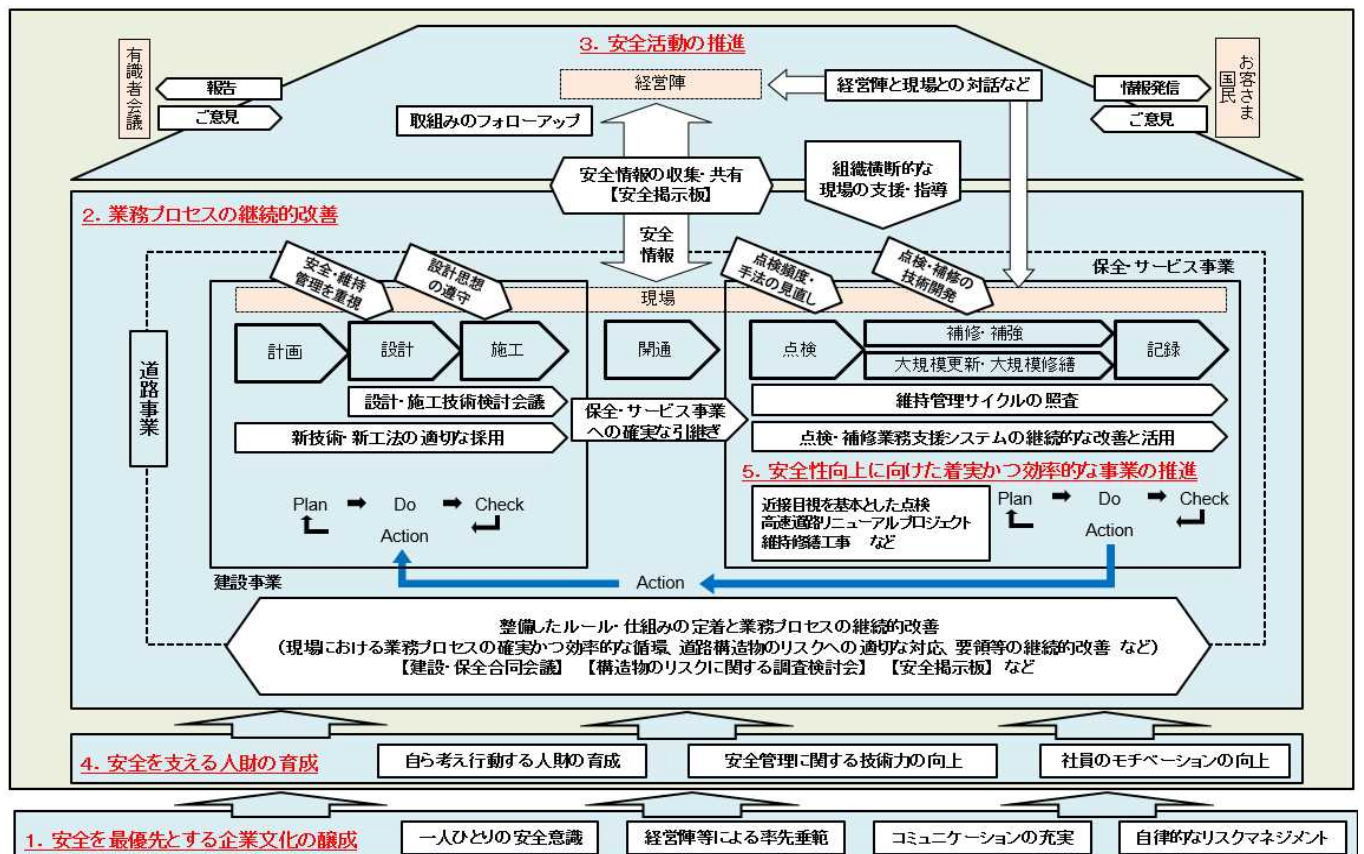 3. 安全活動の推進
有識者会議
報告
ご意見
経営陣
経営陣と現場との対話など
情報発信
ご意見
お客さま
国民
取組みのフォローアップ
安全情報の収集・共有
【安全掲示板】
組織横断的な
現場の支援・指導
2. 業務プロセスの継続的改善
安全
情報
保全・サービス事業
安全・維持
管理を重視
設計思想
の遵守
点検頻度・
手法の見直し
点検・補修の
技術開発
現場
道路事業
計画
設計
施工
開通
点検
補修・補強
大規模更新・大規模修繕
記録
設計・施工技術検討会議
保全・サービス事業
への確実な引継ぎ
維持管理サイクルの照査
新技術・新工法の適切な採用
点検・補修業務支援システムの継続的な改善と活用
5. 安全性向上に向けた着実かつ効率的な事業の推進
Plan Do Check
Action
近接目視を基本とした点検
高速道路リニューアルプロジェクト
維持修繕工事 など
Plan Do Check
Action
建設事業
Action
整備したルール・仕組みの定着と業務プロセスの継続的改善
(現場における業務プロセスの確実かつ効率的な循環、道路構造物のリスクへの適切な対応、要領等の継続的改善 など)
【建設・保全合同会議】 【構造物のリスクに関する調査検討会】 【安全掲示板】 など
4. 安全を支える人財の育成
自ら考え行動する人財の育成
安全管理に関する技術力の向上
社員のモチベーションの向上
1. 安全を最優先とする企業文化の醸成
一人ひとりの安全意識
経営陣等による率先垂範
コミュニケーションの充実
自律的なリスクマネジメント